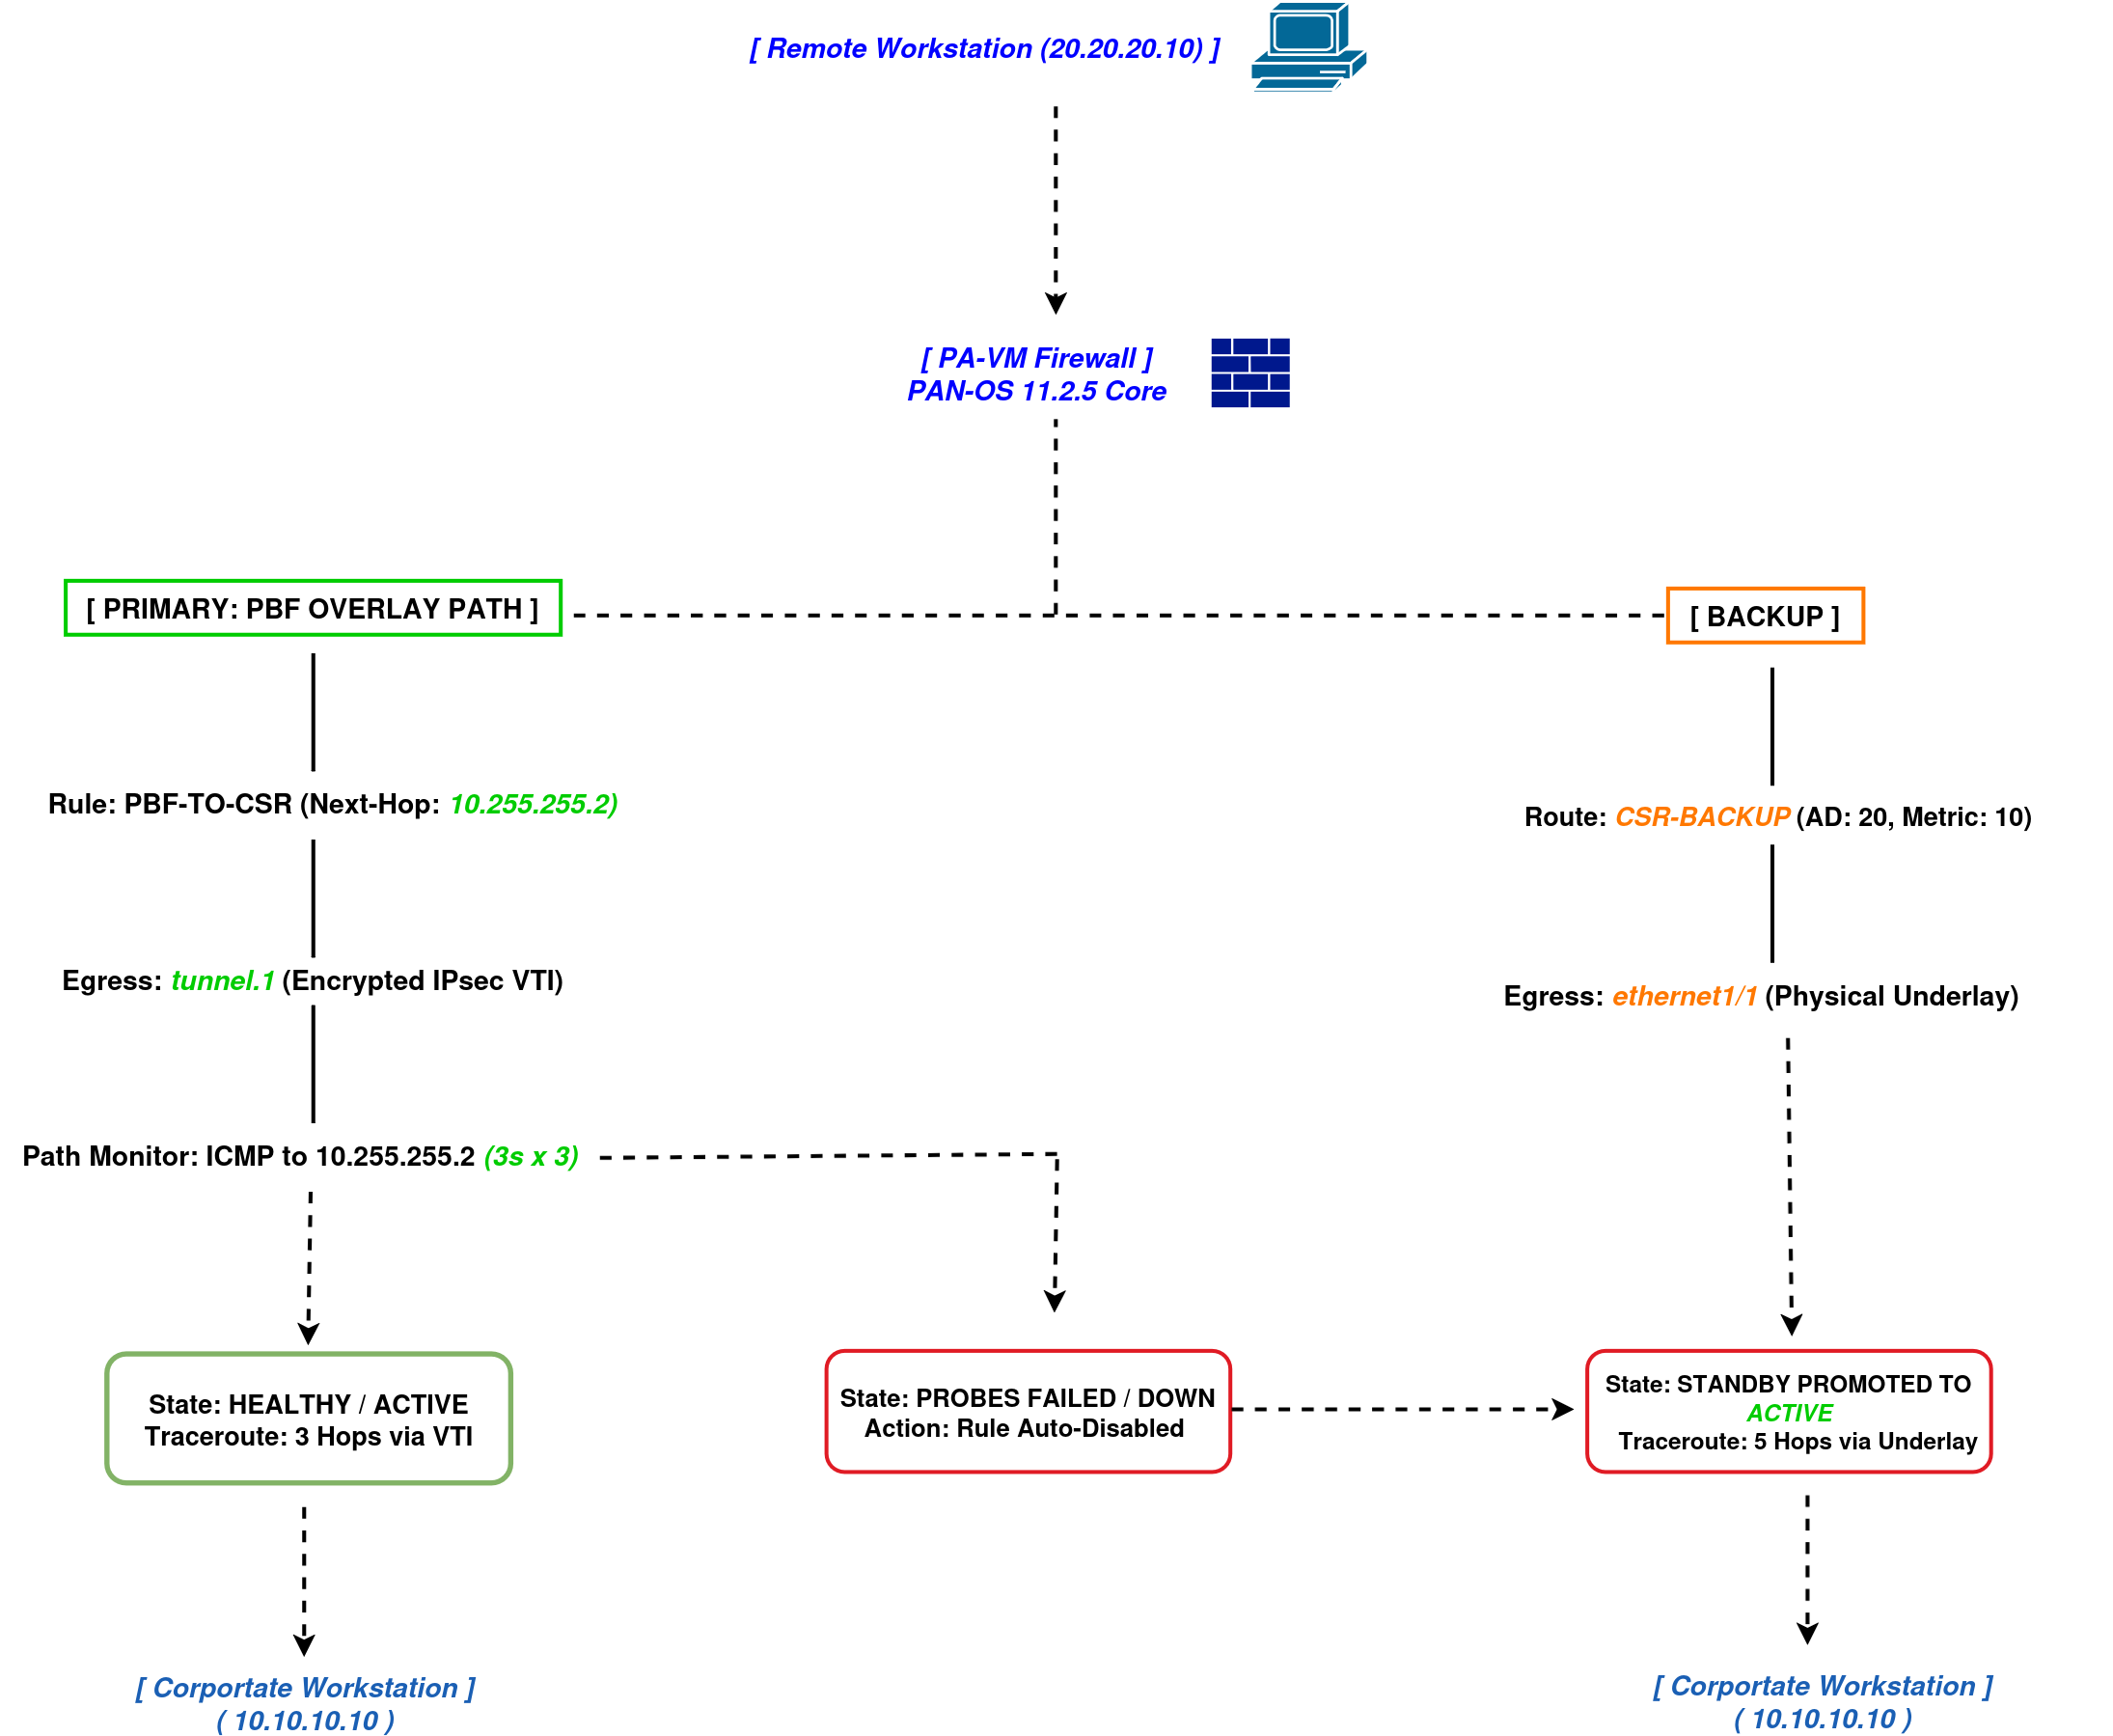 [ Remote Workstation (20.20.20.10) ]
[ PA-VM Firewall ]
PAN-OS 11.2.5 Core
[ PRIMARY: PBF OVERLAY PATH ]
[ BACKUP ]
Rule: PBF-TO-CSR (Next-Hop: 10.255.255.2)
Route: CSR-BACKUP (AD: 20, Metric: 10)
Egress: tunnel.1 (Encrypted IPsec VTI)
Egress: ethernet1/1 (Physical Underlay)
Path Monitor: ICMP to 10.255.255.2 (3s x 3)
State: HEALTHY / ACTIVE
Traceroute: 3 Hops via VTI
State: PROBES FAILED / DOWN
Action: Rule Auto-Disabled
State: STANDBY PROMOTED TO
ACTIVE
Traceroute: 5 Hops via Underlay
[ Corportate Workstation ]
( 10.10.10.10 )
[ Corportate Workstation ]
( 10.10.10.10 )